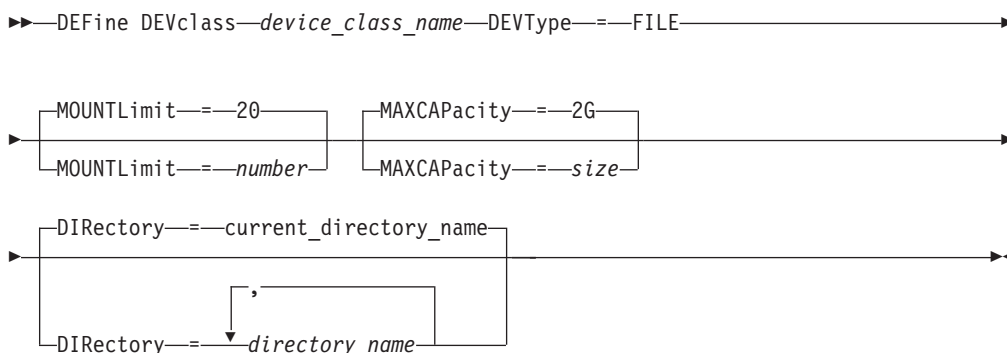 DEFine DEVclass device_class_name DEVType = FILE
MOUNTLimit = 20 MAXCAPacity = 2G
MOUNTLimit = number MAXCAPacity = size
DIRectory = current_directory_name
,
DIRectory = directory_name